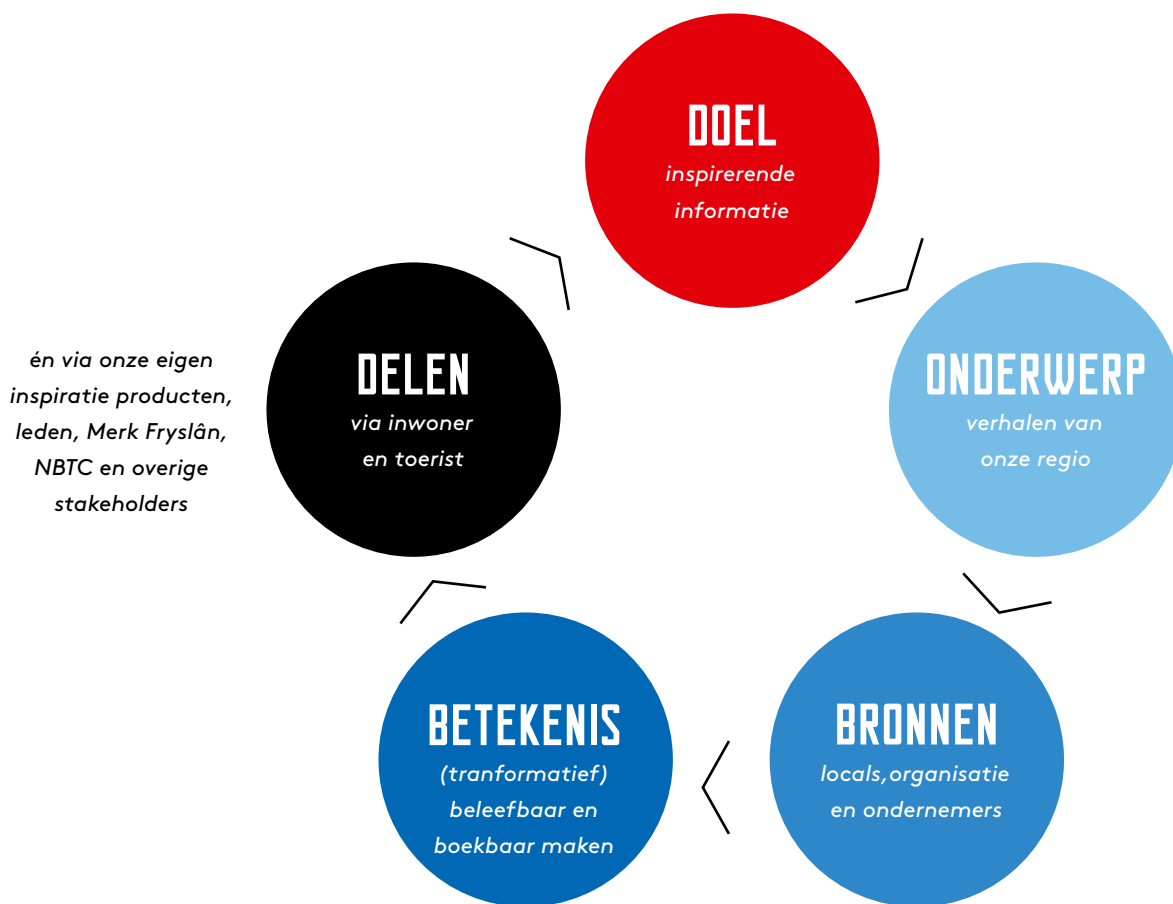 DOEL
inspirerende
informatie
ONDERWERP
verhalen van
onze regio
BRONNEN
locals,organisatie
en ondernemers
BETEKENIS
(tranformatief)
beleefbaar en
boekbaar maken
DELEN
via inwoner
en toerist
én via onze eigen
inspiratie producten,
leden, Merk Fryslân,
NBTC en overige
stakeholders